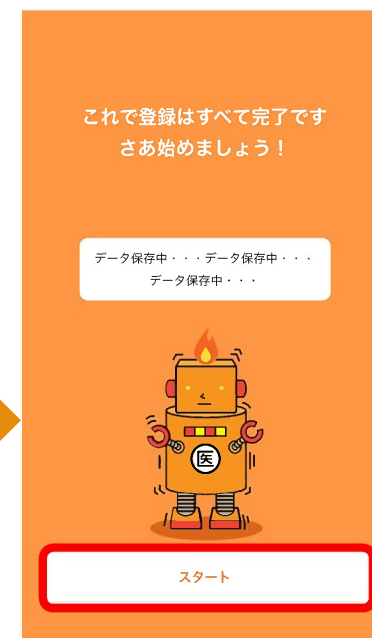 これで登録はすべて完了です
さあ始めましょう！
データ保存中・・・データ保存中・・・
データ保存中・・・
医
スタート